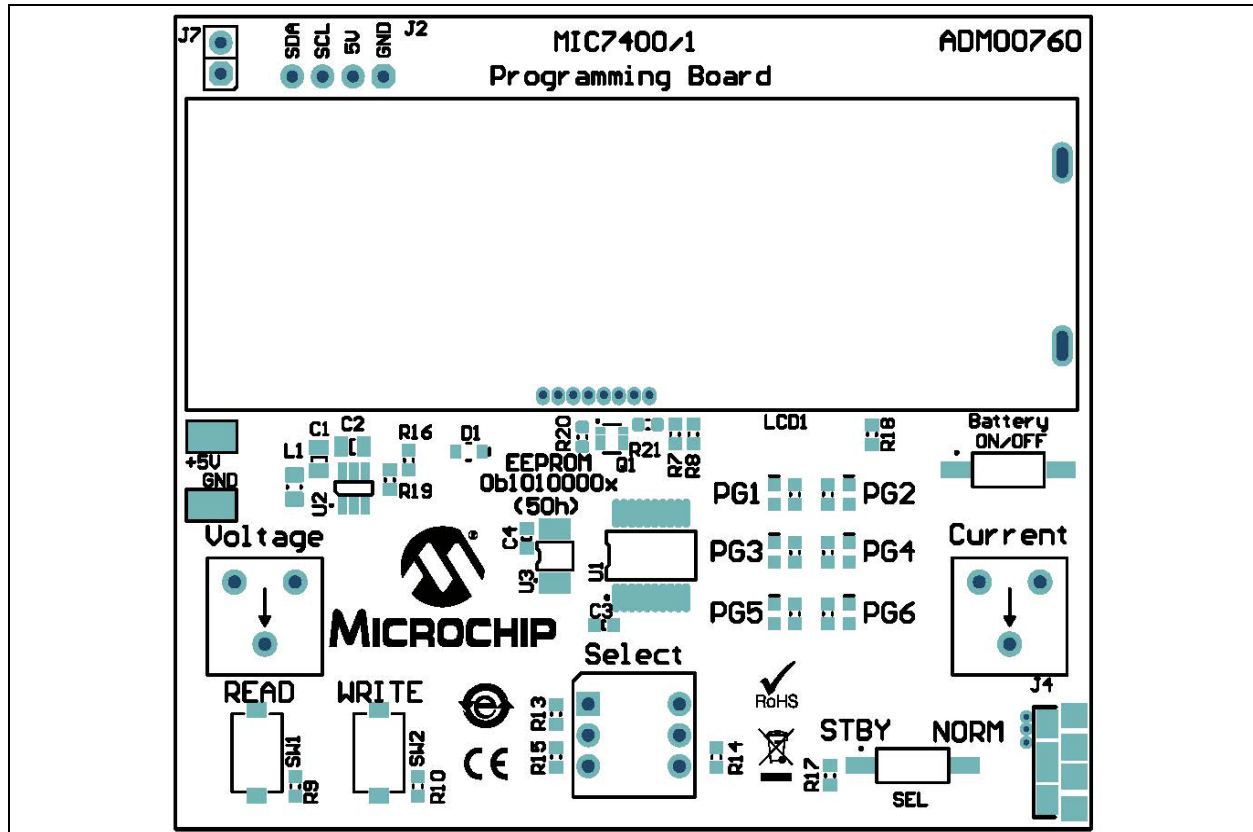 J7
SDA
SCL
5V
GND
J2
MIC7400/1
ADM00760
Programming Board
C1
C2
R16
D1
R20
Q1
R21
R7
R8
LCD1
R18
Battery
ON/OFF
+5V
GND
L1
U2
R19
EEPROM
0b1010000x
(50h)
PG1
PG2
Voltage
C4
U3
U1
PG3
PG4
Current
MICROCHIP
C3
PG5
PG6
Select
READ
WRITE
J4
e
RoHS
R13
SW1
SW2
CE
R15
R14
STBY
NORM
R9
R10
R17
SEL